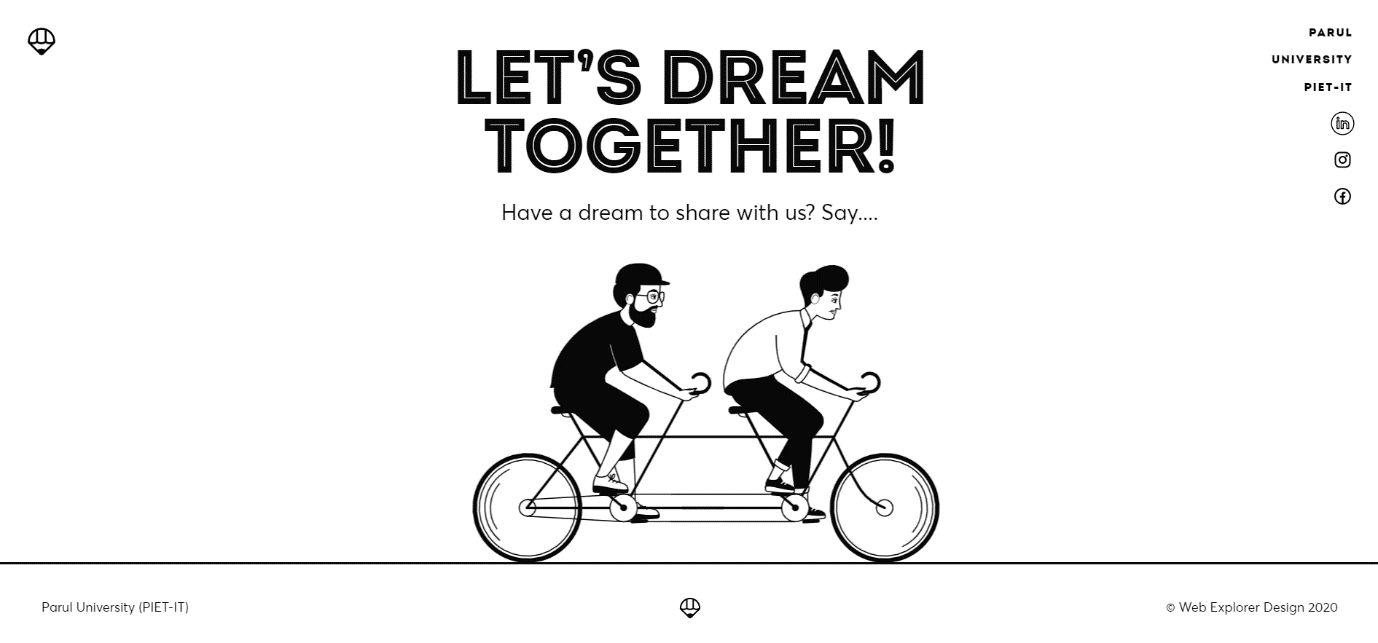 LET'S DREAM
TOGETHER!
Have a dream to share with us? Say....
PARUL
UNIVERSITY
PIET-IT
in
Parul University (PIET-IT)
© Web Explorer Design 2020